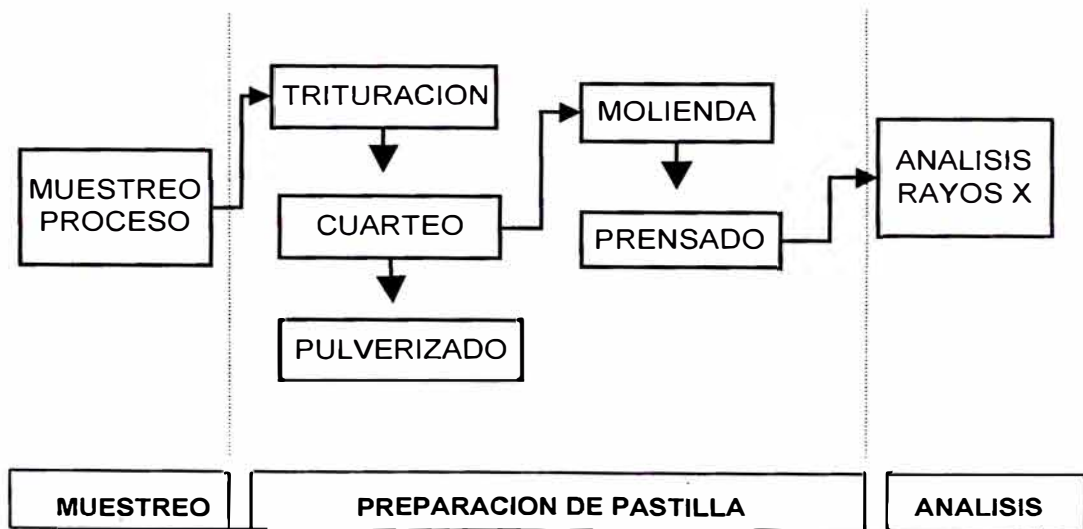 MUESTREO
PROCESO
TRITURACION
CUARTEO
PULVERIZADO
MOLIENDA
PRENSADO
ANALISIS
RAYOS X
MUESTREO
PREPARACION DE PASTILLA
ANALISIS